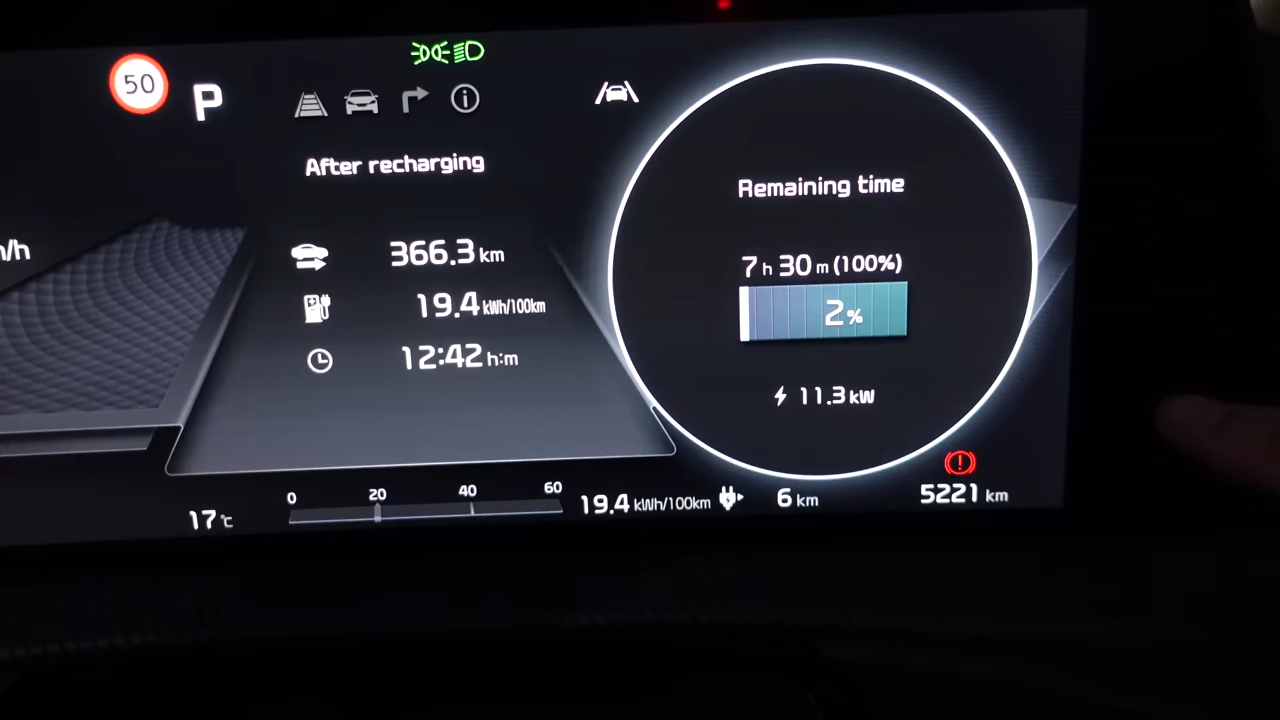 50
P
After recharging
366.3 km
19.4 kWh/100km
12:42 h:m
Remaining time
7 h 30 m (100%)
2%
11.3 kW
/h
17°C
0 20 40 60
19.4 kWh/100km
6 km
5221 km